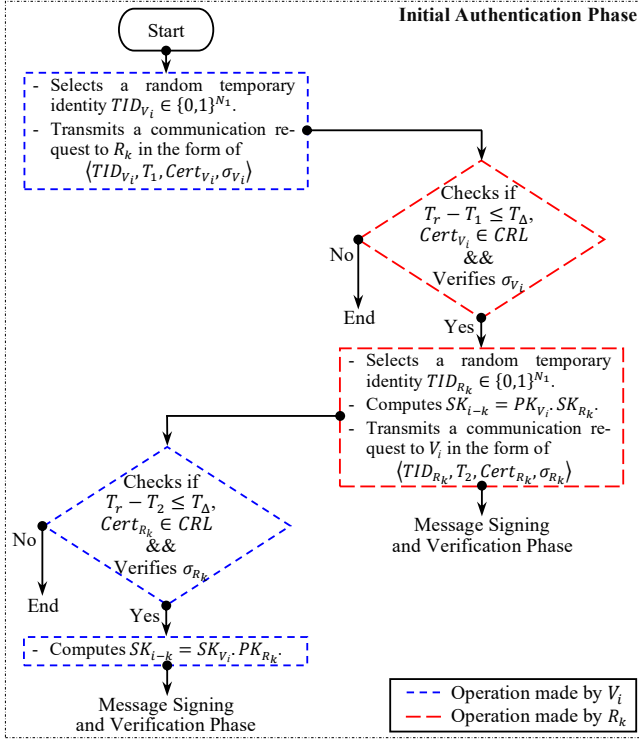 Initial Authentication Phase
Start
- Selects a random temporary
identity TID_{V_i} ∈ {0,1}^{N_1}.
- Transmits a communication re-
quest to R_k in the form of
⟨TID_{V_i}, T_1, Cert_{V_i}, σ_{V_i}⟩
Checks if
T_r − T_1 ≤ T_Δ,
Cert_{V_i} ∈ CRL
&&
Verifies σ_{V_i}
No
End
Yes
- Selects a random temporary
identity TID_{R_k} ∈ {0,1}^{N_1}.
- Computes SK_{i−k} = PK_{V_i}. SK_{R_k}.
- Transmits a communication re-
quest to V_i in the form of
⟨TID_{R_k}, T_2, Cert_{R_k}, σ_{R_k}⟩
Message Signing
and Verification Phase
Checks if
T_r − T_2 ≤ T_Δ,
Cert_{R_k} ∈ CRL
&&
Verifies σ_{R_k}
No
End
Yes
- Computes SK_{i−k} = SK_{V_i}. PK_{R_k}.
Message Signing
and Verification Phase
Operation made by V_i
Operation made by R_k